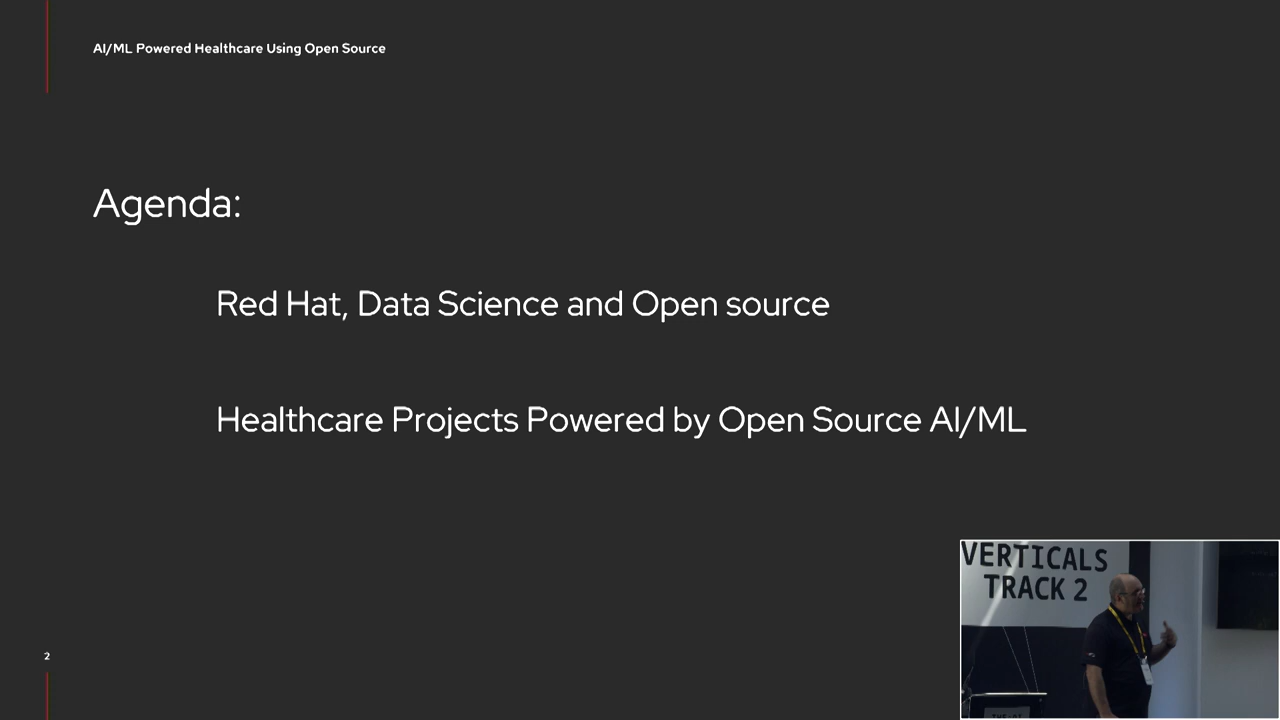 AI/ML Powered Healthcare Using Open Source
Agenda:
Red Hat, Data Science and Open source
Healthcare Projects Powered by Open Source AI/ML
VERTICALS
TRACK 2
2